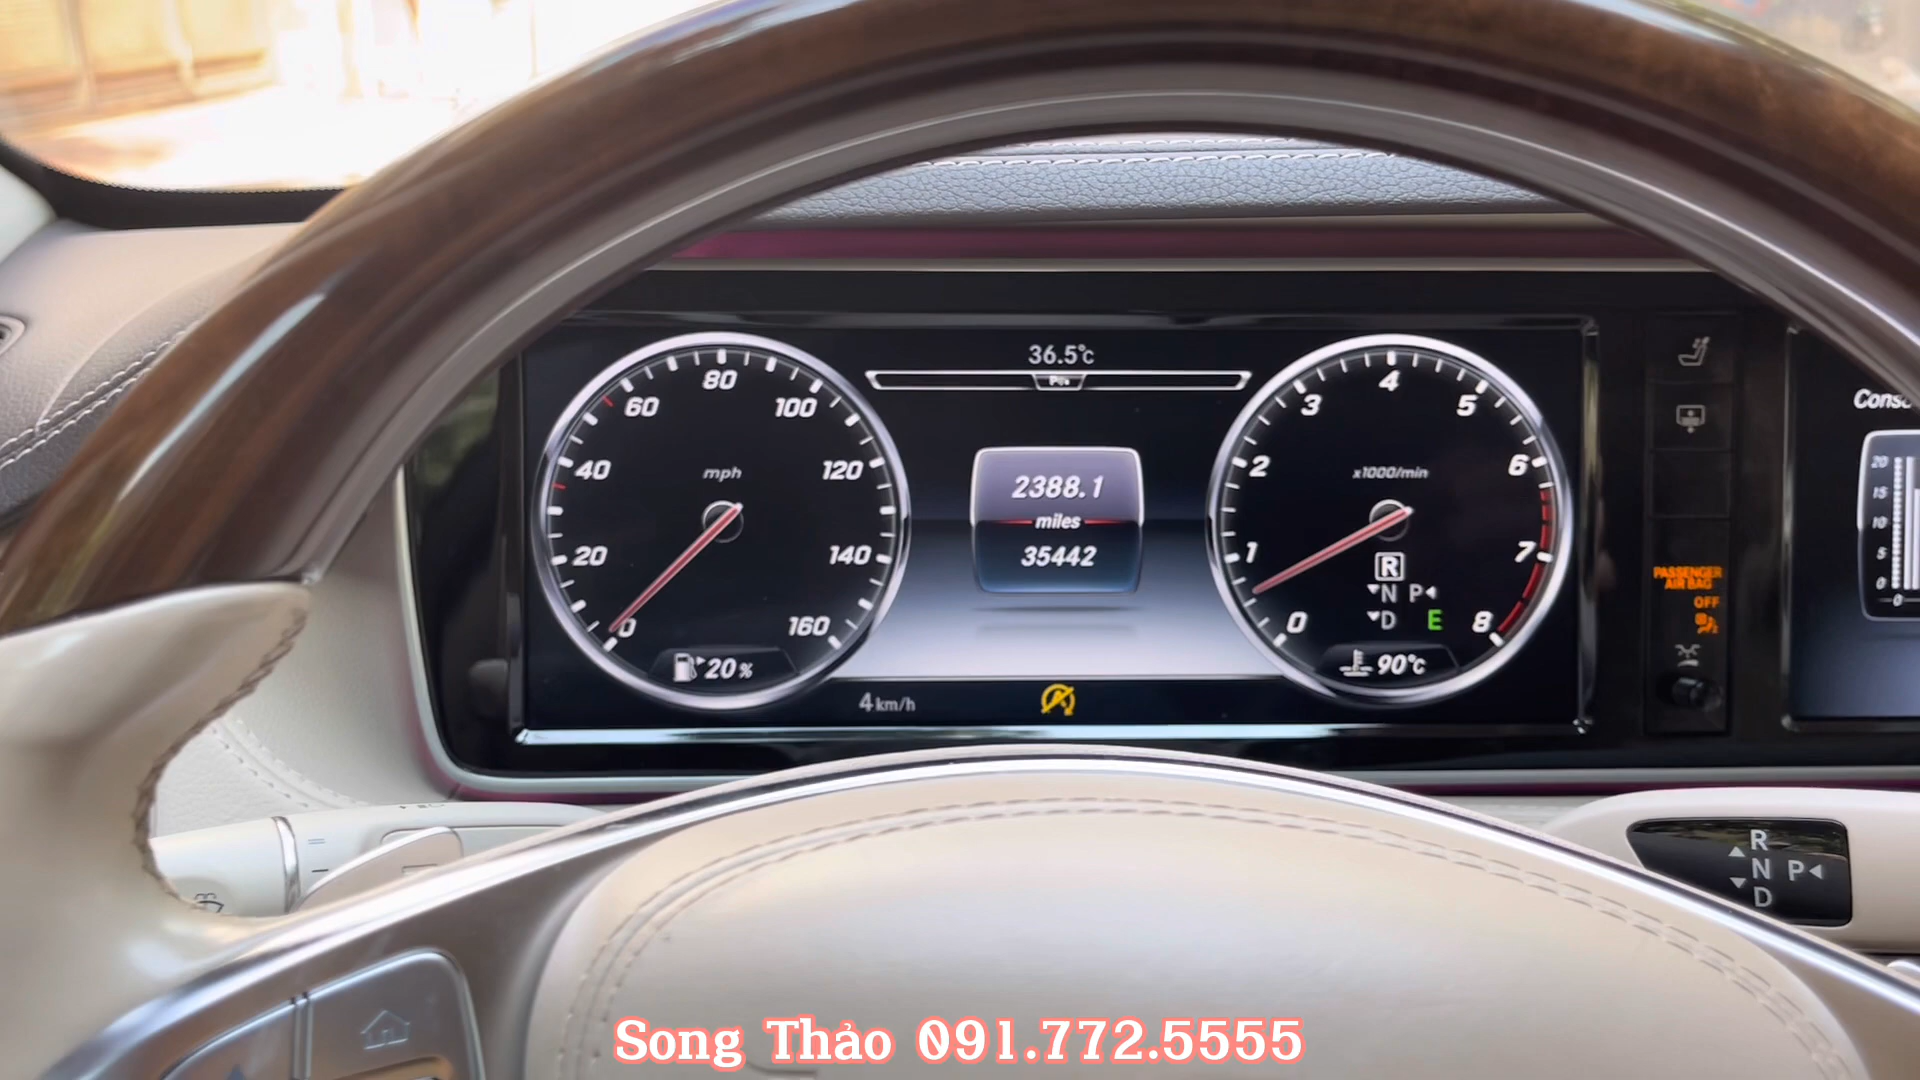 36.5°c
80
60
100
40
120
mph
20
140
0
160
20 %
2388.1
miles
35442
4
3
5
2
6
x1000/min
1
7
0
8
R
N P
D E
90°c
4 km/h
PASSENGER
AIR BAG
OFF
20
15
10
5
0
0
R
N P
D
Song Thảo 091.772.5555